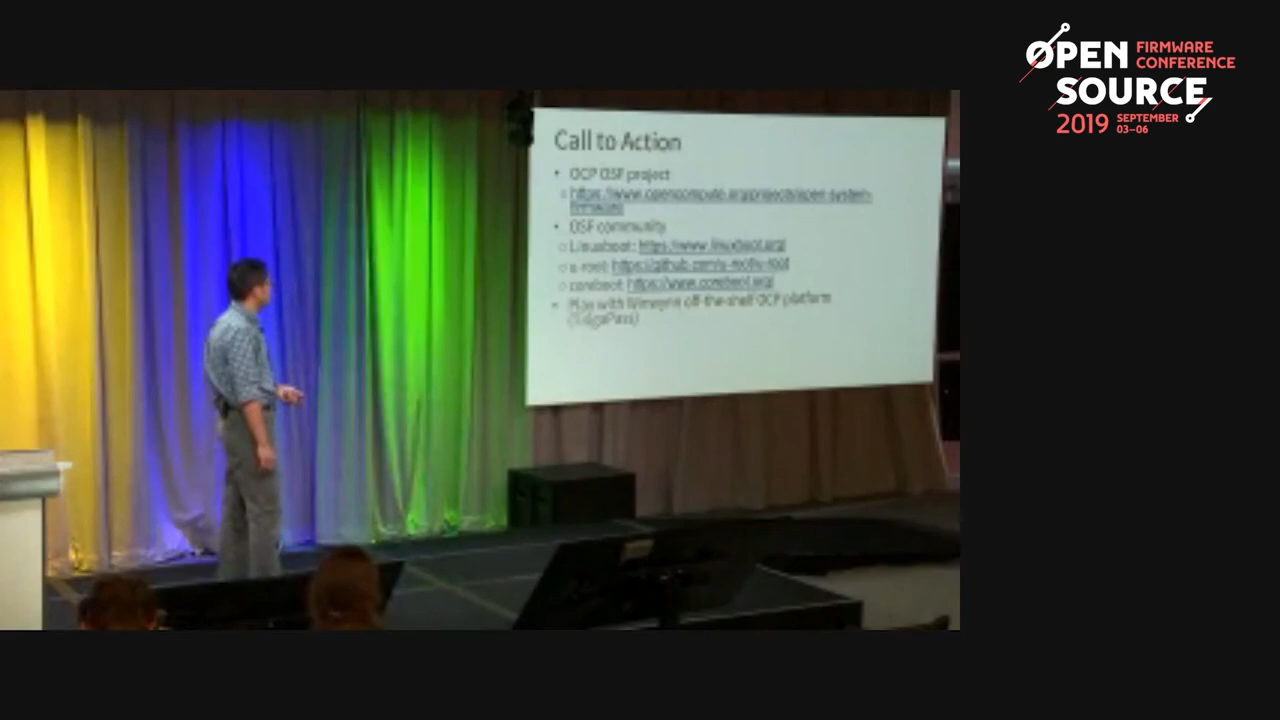 OPEN FIRMWARE
CONFERENCE
SOURCE
2019 SEPTEMBER
03–06
Call to Action
• OCP OSF project
○ https://www.opencompute.org/projects/open-system-
firmware
• OSF community
○ Linuxboot: https://www.linuxboot.org/
○ u-root: https://github.com/u-root/u-root
○ coreboot: https://www.coreboot.org/
• Play with Wiwynn off-the-shelf OCP platform
(TiogaPass)